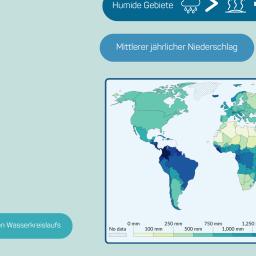 Humide Gebiete
Mittlerer jährlicher Niederschlag
n Wasserkreislaufs
0 mm 250 mm 750 mm 1,250
No data 100 mm 500 mm 1,000 mm